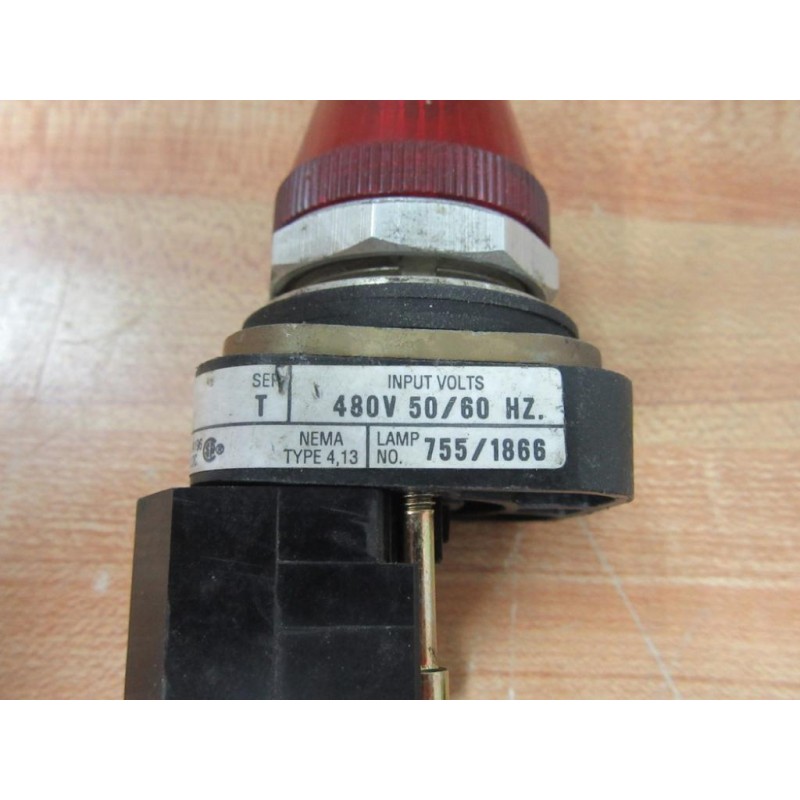 SER
T
INPUT VOLTS
480V 50/60 HZ.
NEMA
TYPE 4,13
LAMP
NO. 755/1866